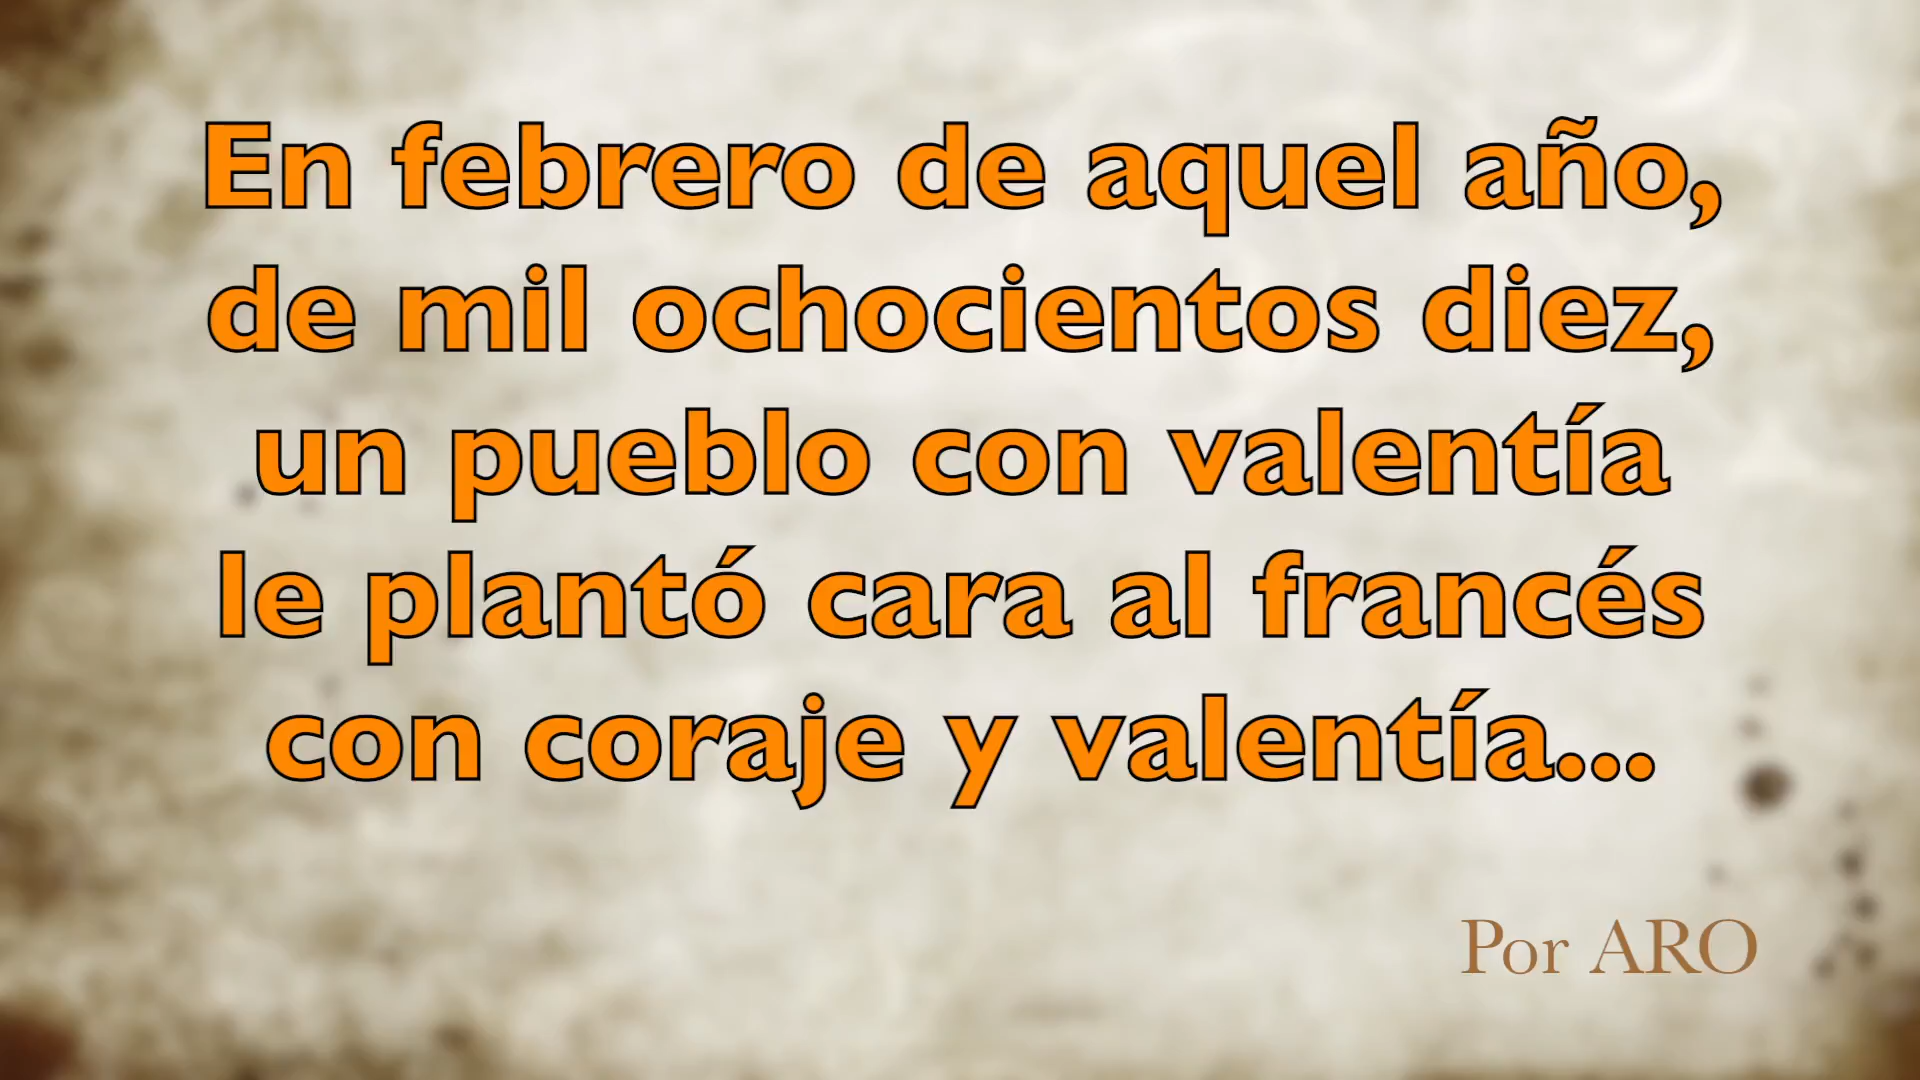 En febrero de aquel año,
de mil ochocientos diez,
un pueblo con valentía
le plantó cara al francés
con coraje y valentía...
Por ARO